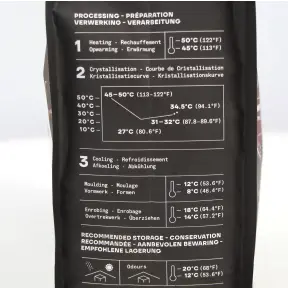 PROCESSING - PRÉPARATION
VERWERKING - VERARBEITUNG
1 Heating - Rechauffement
Opwarming - Erwärmung
50°C (122°F)
45°C (113°F)
2 Crystallisation - Courbe de Cristallisation
Kristallisatiecurve - Kristallisationskurve
50°C
40°C
30°C
20°C
10°C
45-50°C (113-122°F)
34.5°C (94.1°F)
31-32°C (87.8-89.6°F)
27°C (80.6°F)
3 Cooling - Refroidissement
Afkoeling - Abkühlung
Moulding - Moulage
Vormwerk - Formen
12°C (53.6°F)
8°C (46.4°F)
Enrobing - Enrobage
Overtrekwerk - Überziehen
18°C (64.4°F)
14°C (57.2°F)
RECOMMENDED STORAGE - CONSERVATION
RECOMMANDÉE - AANBEVOLEN BEWARING -
EMPFOHLENE LAGERUNG
Odours
20°C (68°F)
12°C (53.6°F)